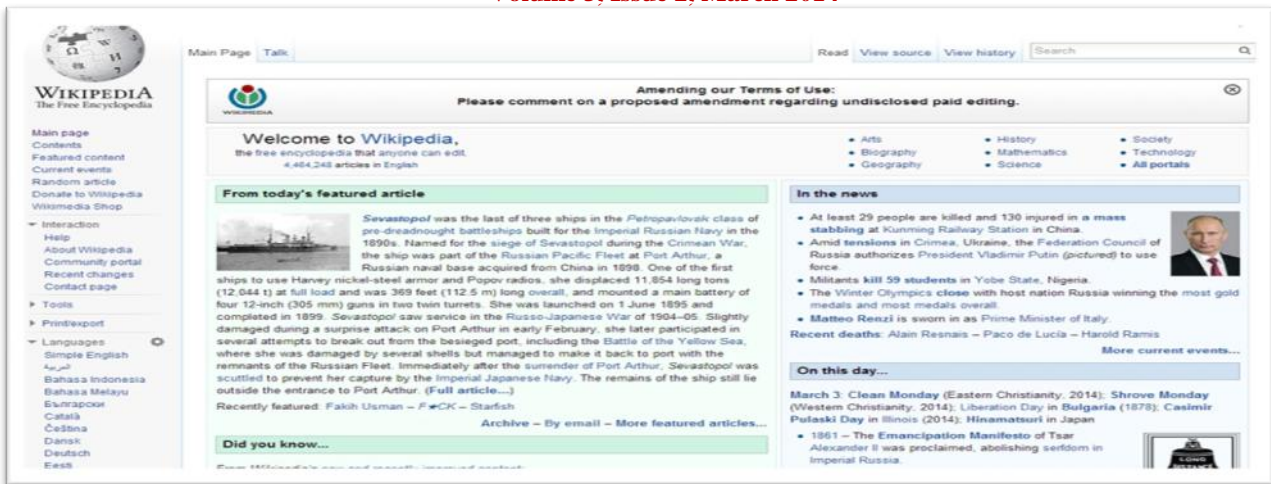 Volume 3, Issue 2, March 2014
WIKIPEDIA
The Free Encyclopedia
Main page
Contents
Featured content
Current events
Random article
Donate to Wikipedia
Wikimedia Shop
Interaction
Help
About Wikipedia
Community portal
Recent changes
Contact page
Tools
Print/export
Languages
Simple English
العربية
Bahasa Indonesia
Bahasa Melayu
Български
Català
Čeština
Dansk
Deutsch
Eesti
Main Page Talk
Read View source View history Search
WIKIMEDIA
Amending our Terms of Use:
Please comment on a proposed amendment regarding undisclosed paid editing.
Welcome to Wikipedia,
the free encyclopedia that anyone can edit.
4,464,248 articles in English
Arts
Biography
Geography
History
Mathematics
Science
Society
Technology
All portals
From today's featured article
Sevastopol was the last of three ships in the Petropavlovsk class of
pre-dreadnought battleships built for the Imperial Russian Navy in the
1890s. Named for the siege of Sevastopol during the Crimean War,
the ship was part of the Russian Pacific Fleet at Port Arthur, a
Russian naval base acquired from China in 1898. One of the first
ships to use Harvey nickel-steel armor and Popov radios, she displaced 11,854 long tons
(12,044 t) at full load and was 369 feet (112.5 m) long overall, and mounted a main battery of
four 12-inch (305 mm) guns in two twin turrets. She was launched on 1 June 1895 and
completed in 1899. Sevastopol saw service in the Russo-Japanese War of 1904–05. Slightly
damaged during a surprise attack on Port Arthur in early February, she later participated in
several attempts to break out from the besieged port, including the Battle of the Yellow Sea,
where she was damaged by several shells but managed to make it back to port with the
remnants of the Russian Fleet. Immediately after the surrender of Port Arthur, Sevastopol was
scuttled to prevent her capture by the Imperial Japanese Navy. The remains of the ship still lie
outside the entrance to Port Arthur. (Full article...)
Recently featured: Fakih Usman – F★CK – Starfish
Archive – By email – More featured articles...
Did you know...
From Wikipedia's new and recently improved content:
In the news
At least 29 people are killed and 130 injured in a mass
stabbing at Kunming Railway Station in China.
Amid tensions in Crimea, Ukraine, the Federation Council of
Russia authorizes President Vladimir Putin (pictured) to use
force.
Militants kill 59 students in Yobe State, Nigeria.
The Winter Olympics close with host nation Russia winning the most gold
medals and most medals overall.
Matteo Renzi is sworn in as Prime Minister of Italy.
Recent deaths: Alain Resnais – Paco de Lucía – Harold Ramis
More current events...
On this day...
March 3: Clean Monday (Eastern Christianity, 2014); Shrove Monday
(Western Christianity, 2014); Liberation Day in Bulgaria (1878); Casimir
Pulaski Day in Illinois (2014); Hinamatsuri in Japan
1861 – The Emancipation Manifesto of Tsar
Alexander II was proclaimed, abolishing serfdom in
Imperial Russia.
LONG
DISTANCE